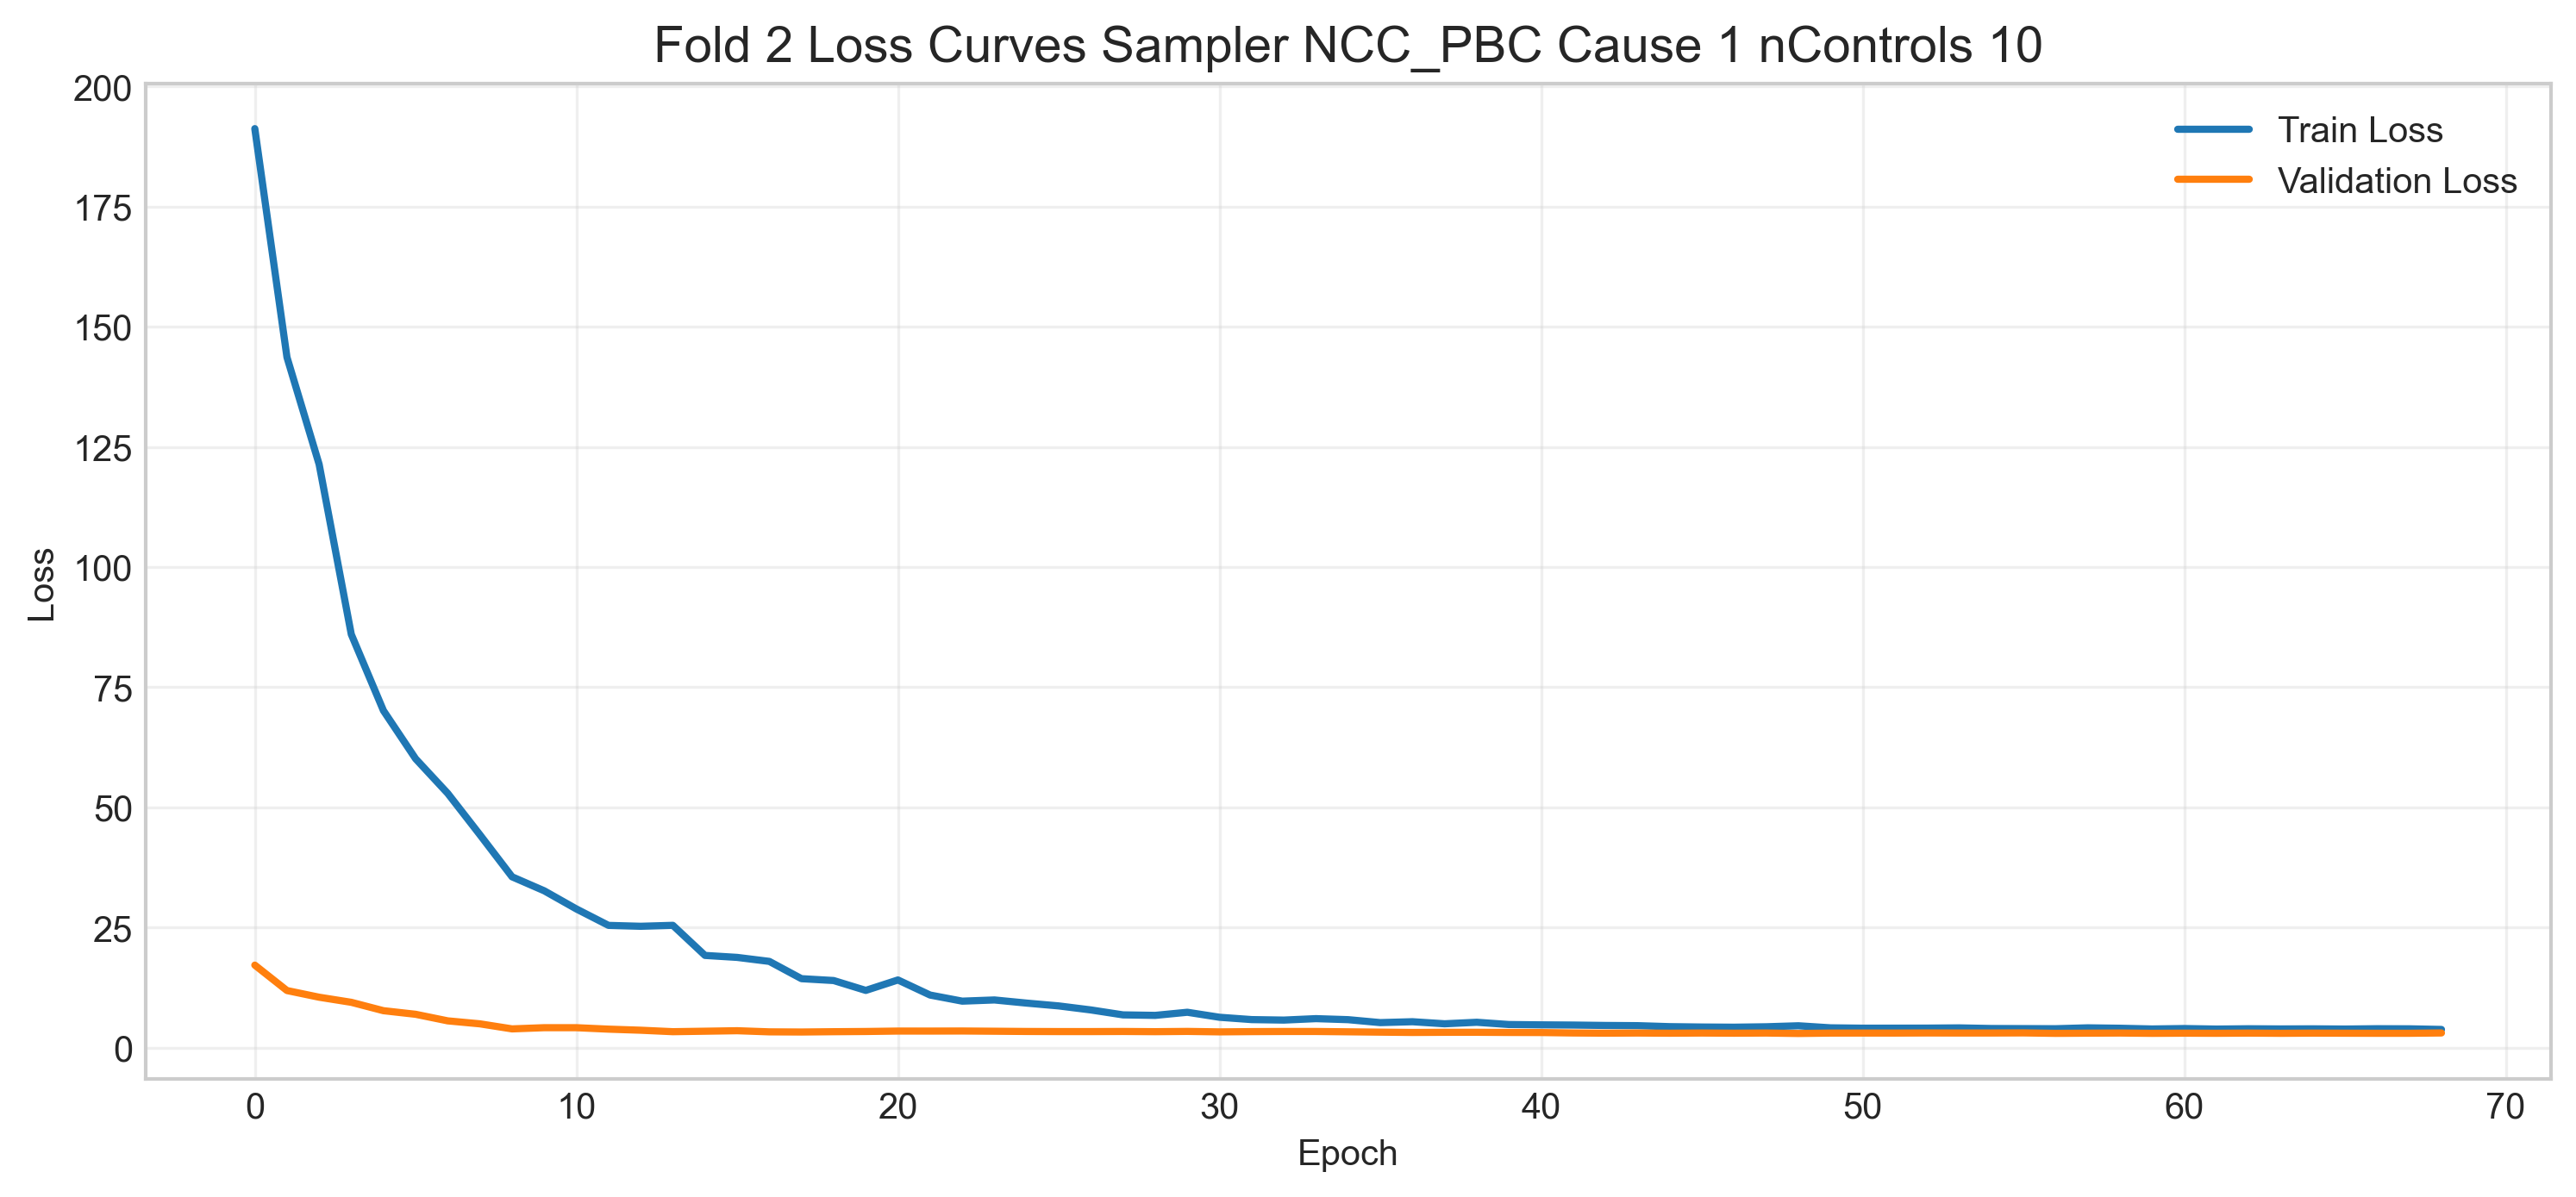 Fold 2 Loss Curves Sampler NCC_PBC Cause 1 nControls 10
Train Loss
Validation Loss
Loss
200
175
150
125
100
75
50
25
0
0 10 20 30 40 50 60 70
Epoch